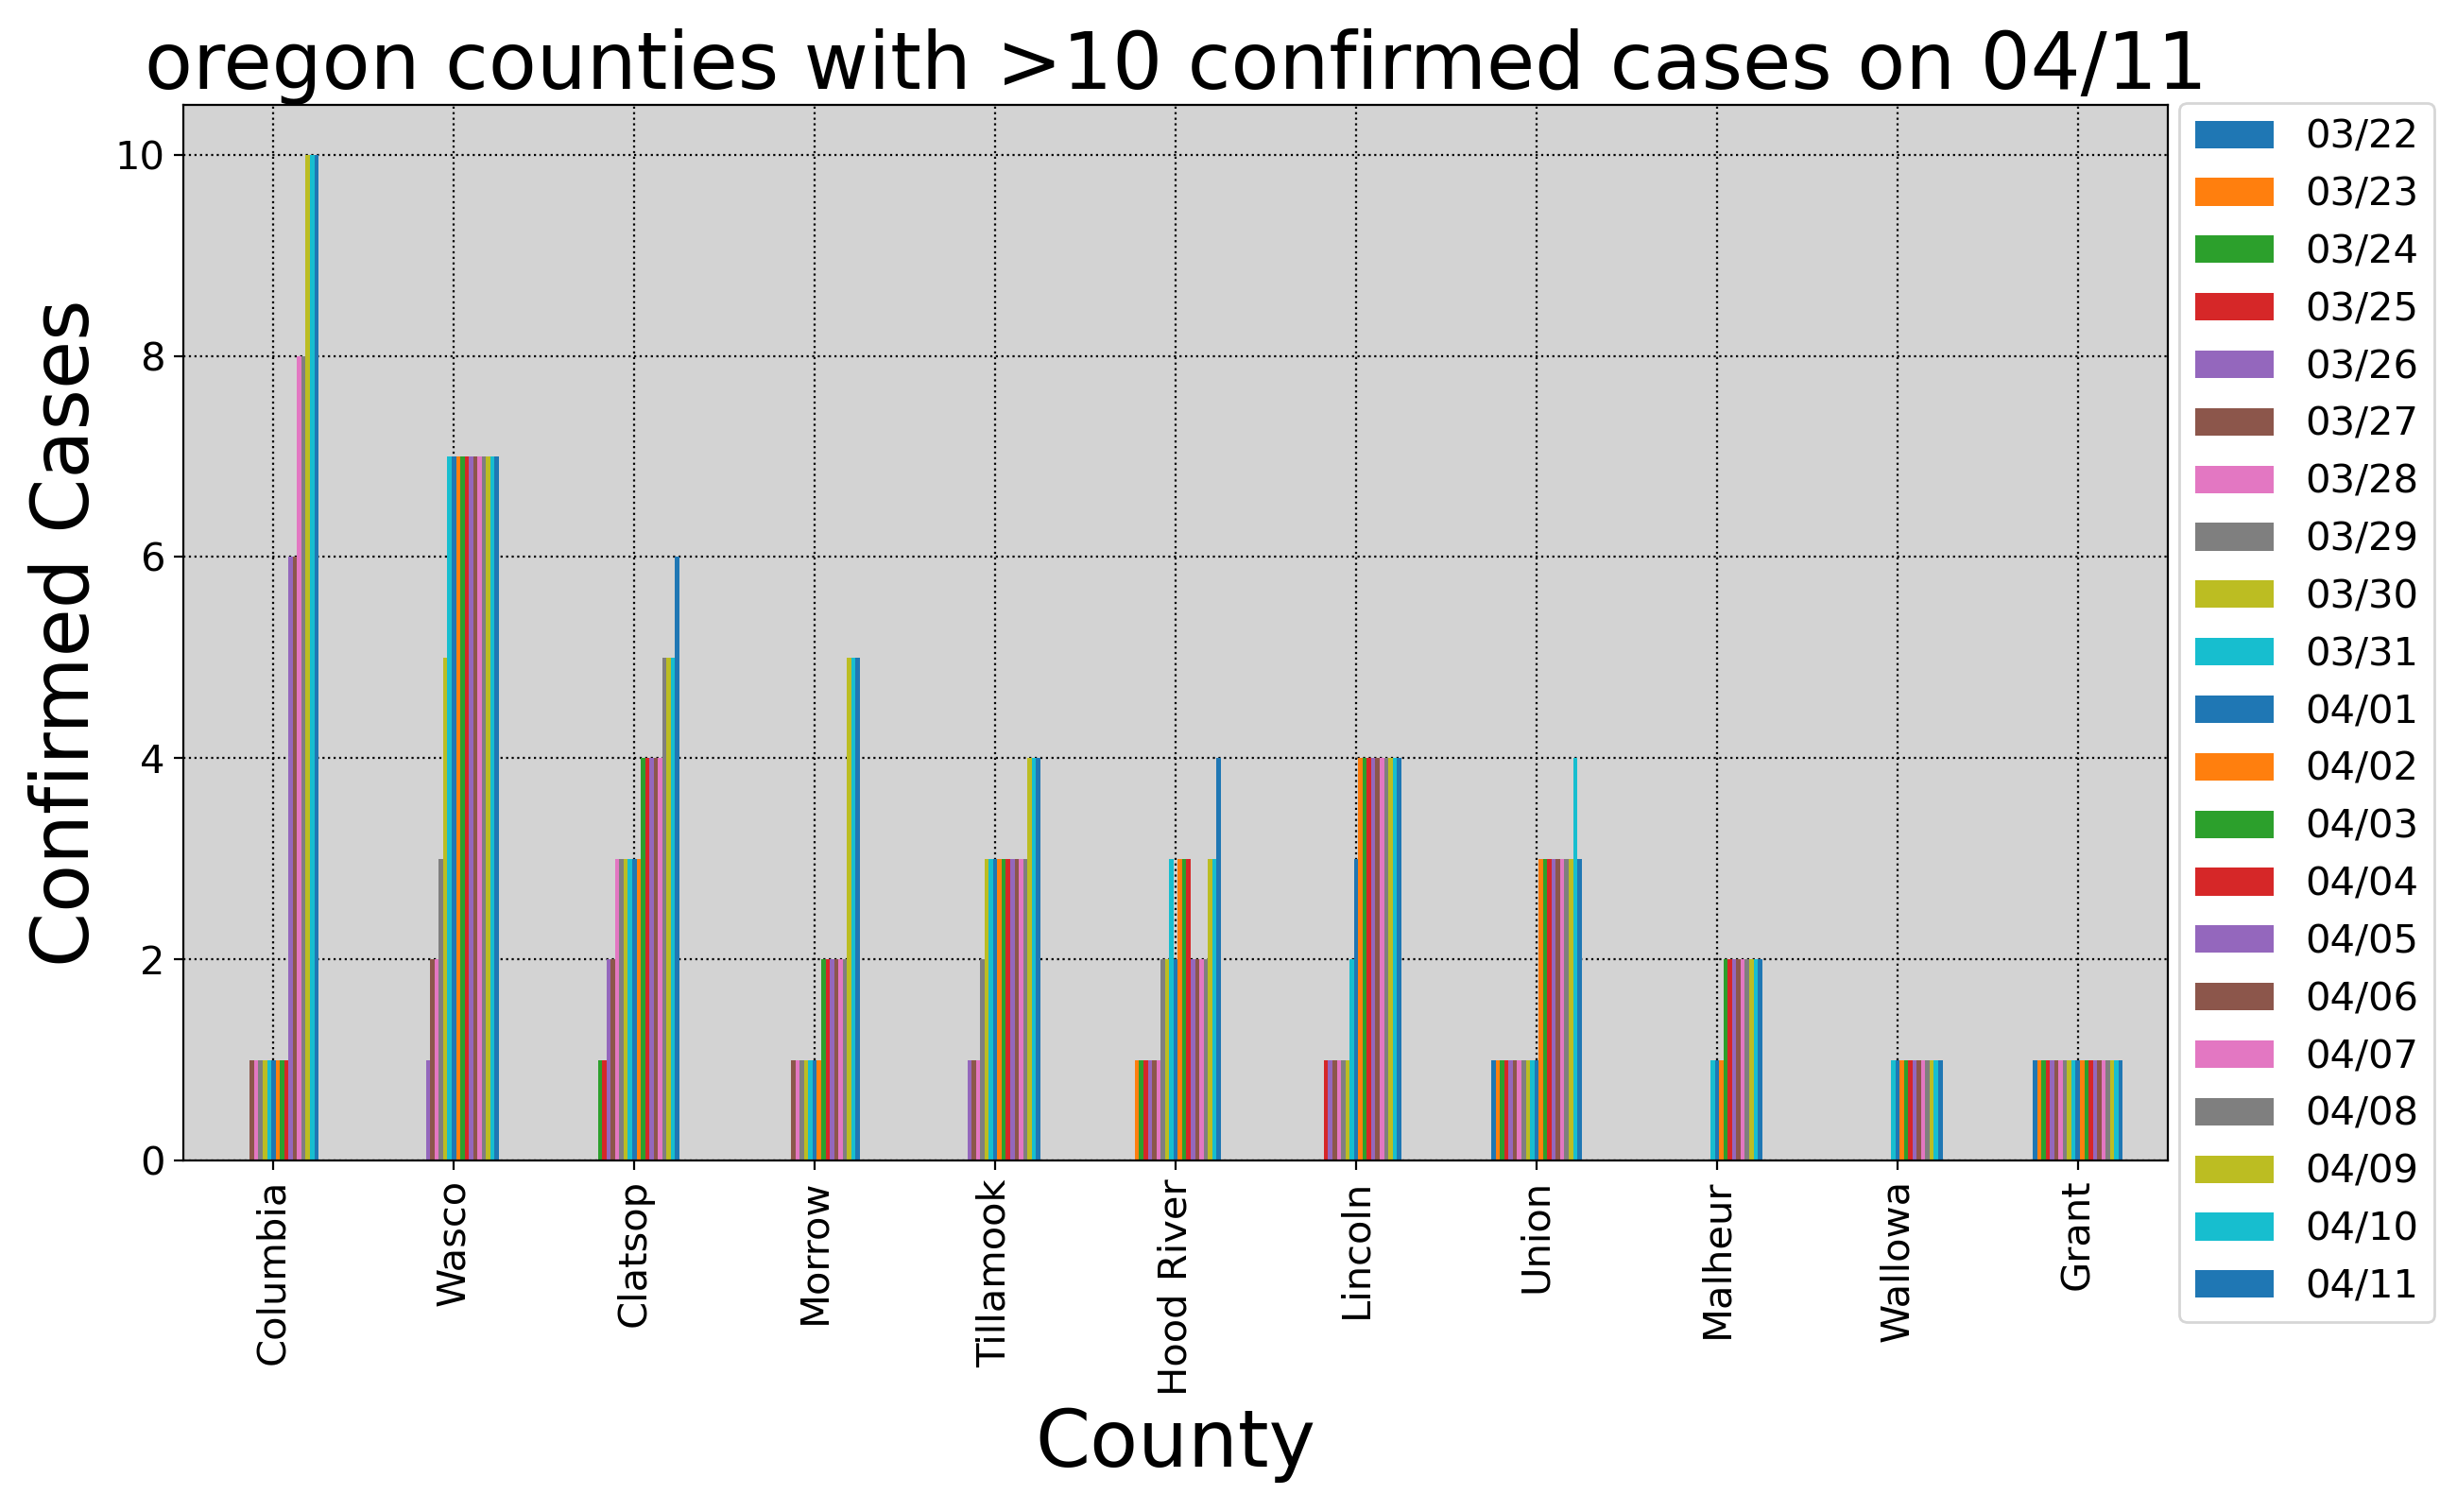 oregon counties with >10 confirmed cases on 04/11
Confirmed Cases
10
8
6
4
2
0
Columbia
Wasco
Clatsop
Morrow
Tillamook
Hood River
Lincoln
Union
Malheur
Wallowa
Grant
County
03/22
03/23
03/24
03/25
03/26
03/27
03/28
03/29
03/30
03/31
04/01
04/02
04/03
04/04
04/05
04/06
04/07
04/08
04/09
04/10
04/11